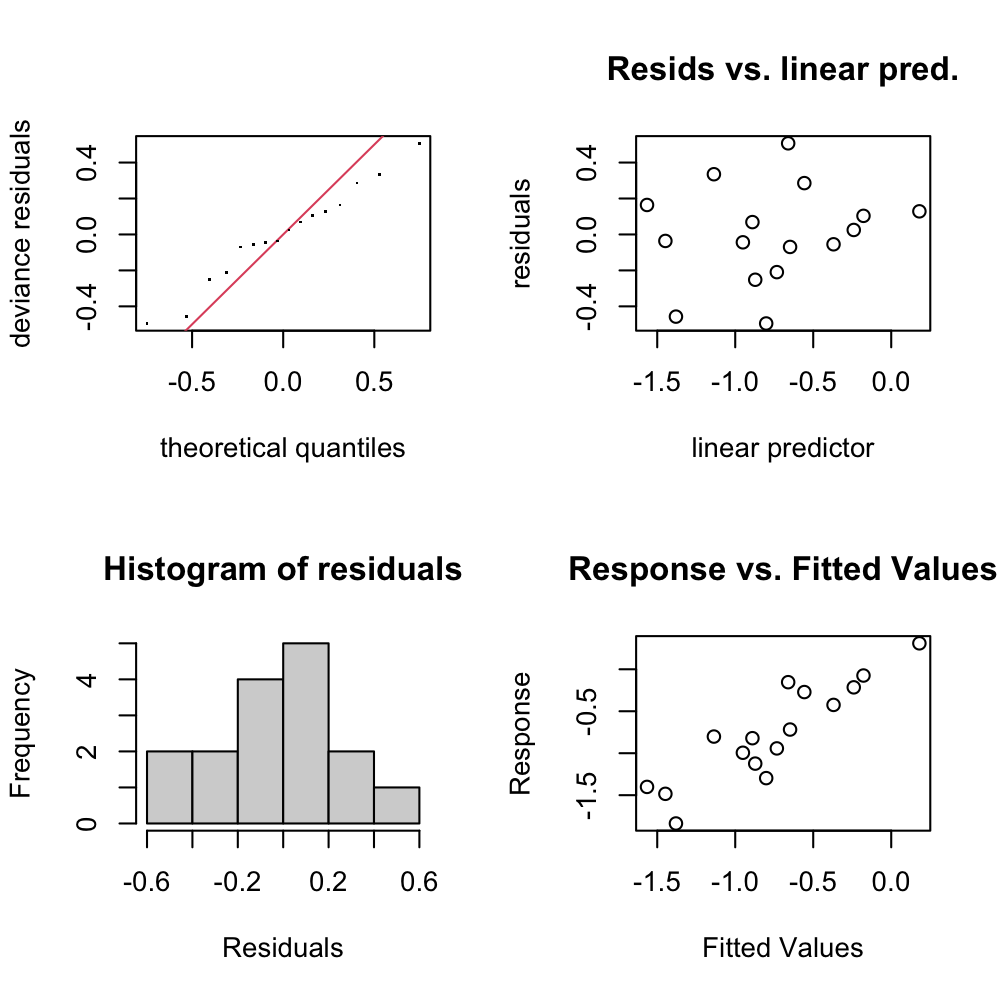 deviance residuals
0.4
0.0
-0.4
-0.5 0.0 0.5
theoretical quantiles
Resids vs. linear pred.
residuals
0.4
0.0
-0.4
-1.5 -1.0 -0.5 0.0
linear predictor
Histogram of residuals
Frequency
4
2
0
-0.6 -0.2 0.2 0.6
Residuals
Response vs. Fitted Values
Response
-0.5
-1.5
-1.5 -1.0 -0.5 0.0
Fitted Values